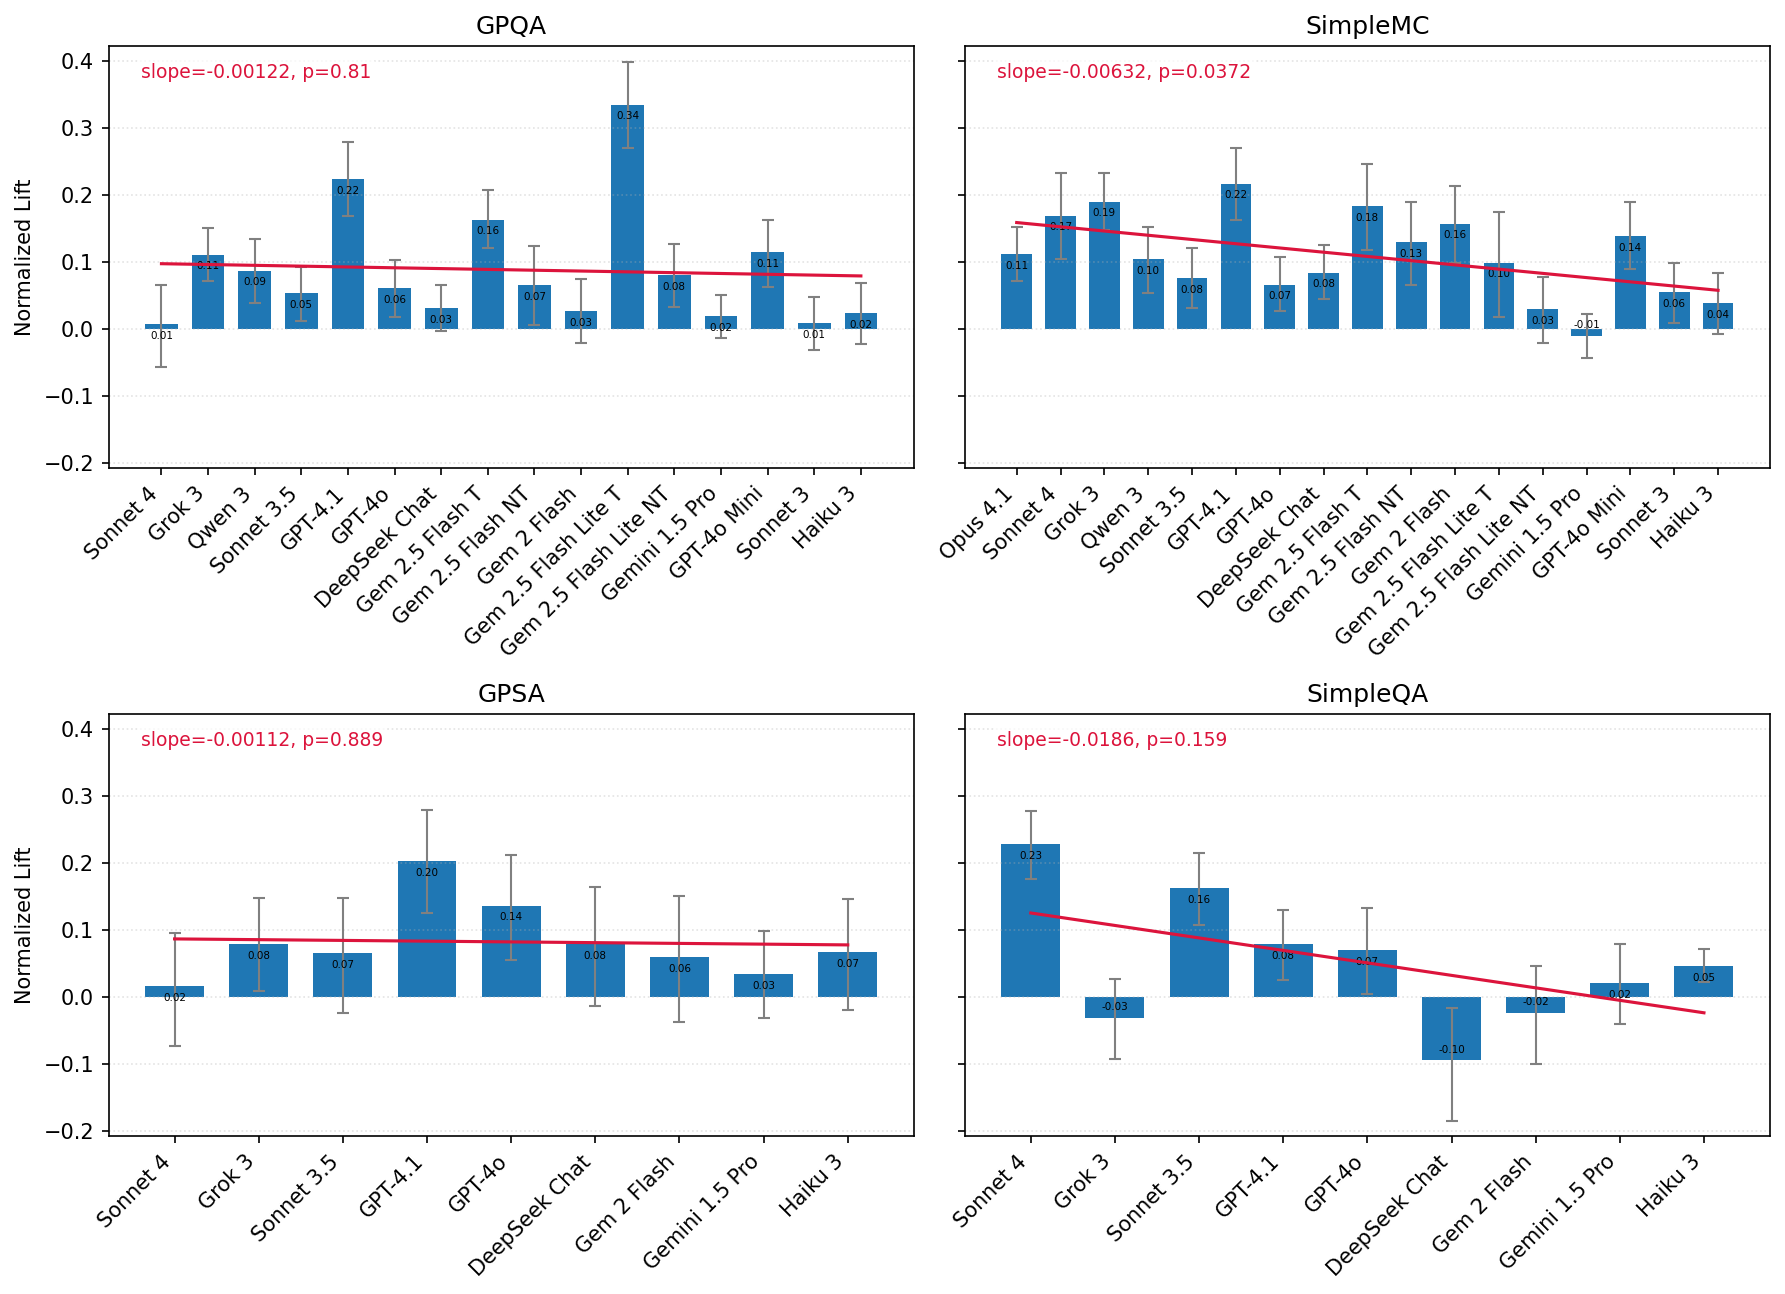 GPQA
slope=-0.00122, p=0.81
Normalized Lift
0.4
0.3
0.2
0.1
0.0
−0.1
−0.2
0.01
0.11
0.09
0.05
0.22
0.06
0.03
0.16
0.07
0.03
0.34
0.08
0.02
0.11
0.01
0.02
Sonnet 4
Grok 3
Qwen 3
Sonnet 3.5
GPT-4.1
GPT-4o
DeepSeek Chat
Gem 2.5 Flash T
Gem 2.5 Flash NT
Gem 2 Flash
Gem 2.5 Flash Lite T
Gem 2.5 Flash Lite NT
Gemini 1.5 Pro
GPT-4o Mini
Sonnet 3
Haiku 3
SimpleMC
slope=-0.00632, p=0.0372
0.11
0.17
0.19
0.10
0.08
0.22
0.07
0.08
0.18
0.13
0.16
0.10
0.03
-0.01
0.14
0.06
0.04
Opus 4.1
Sonnet 4
Grok 3
Qwen 3
Sonnet 3.5
GPT-4.1
GPT-4o
DeepSeek Chat
Gem 2.5 Flash T
Gem 2.5 Flash NT
Gem 2 Flash
Gem 2.5 Flash Lite T
Gem 2.5 Flash Lite NT
Gemini 1.5 Pro
GPT-4o Mini
Sonnet 3
Haiku 3
GPSA
slope=-0.00112, p=0.889
Normalized Lift
0.4
0.3
0.2
0.1
0.0
−0.1
−0.2
0.02
0.08
0.07
0.20
0.14
0.08
0.06
0.03
0.07
Sonnet 4
Grok 3
Sonnet 3.5
GPT-4.1
GPT-4o
DeepSeek Chat
Gem 2 Flash
Gemini 1.5 Pro
Haiku 3
SimpleQA
slope=-0.0186, p=0.159
0.23
-0.03
0.16
0.08
0.07
-0.10
-0.02
0.02
0.05
Sonnet 4
Grok 3
Sonnet 3.5
GPT-4.1
GPT-4o
DeepSeek Chat
Gem 2 Flash
Gemini 1.5 Pro
Haiku 3